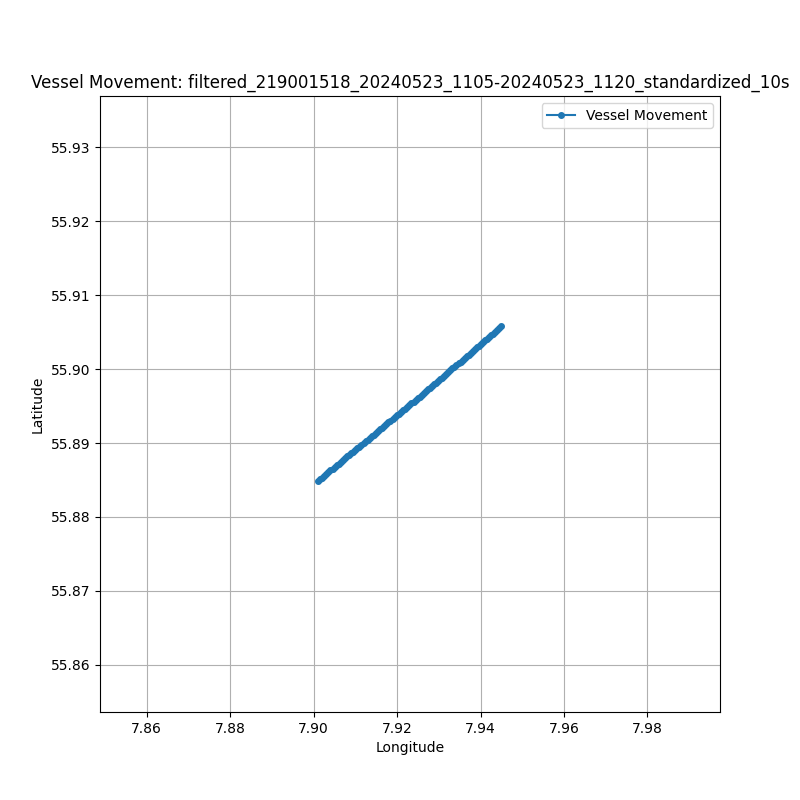 Vessel Movement: filtered_219001518_20240523_1105-20240523_1120_standardized_10s
Vessel Movement
55.93
55.92
55.91
55.90
55.89
55.88
55.87
55.86
Latitude
7.86 7.88 7.90 7.92 7.94 7.96 7.98
Longitude